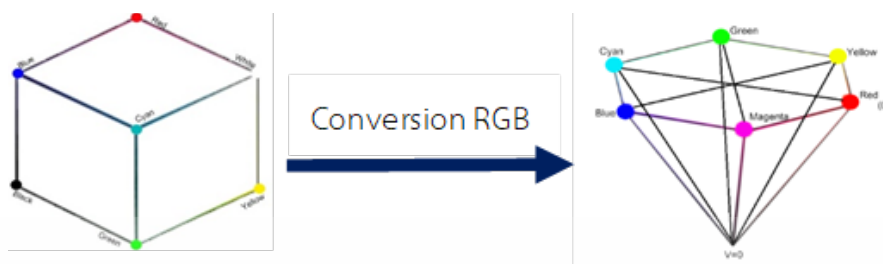 Red
Blue
White
Cyan
Black
Yellow
Green
Conversion RGB
Green
Cyan
Yellow
Red
(
Blue
Magenta
V=0